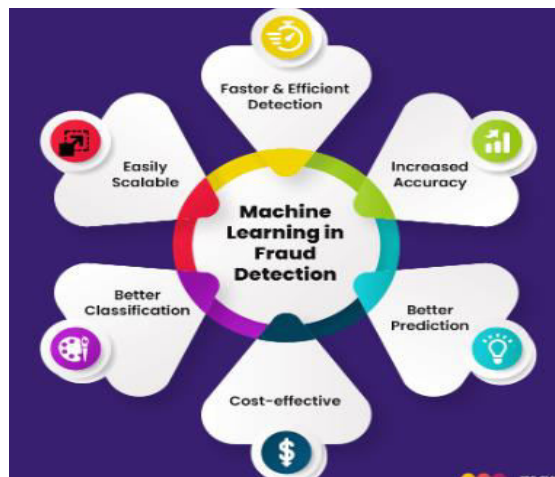 Faster & Efficient
Detection
Increased
Accuracy
Better
Prediction
Cost-effective
Better
Classification
Easily
Scalable
Machine
Learning in
Fraud
Detection